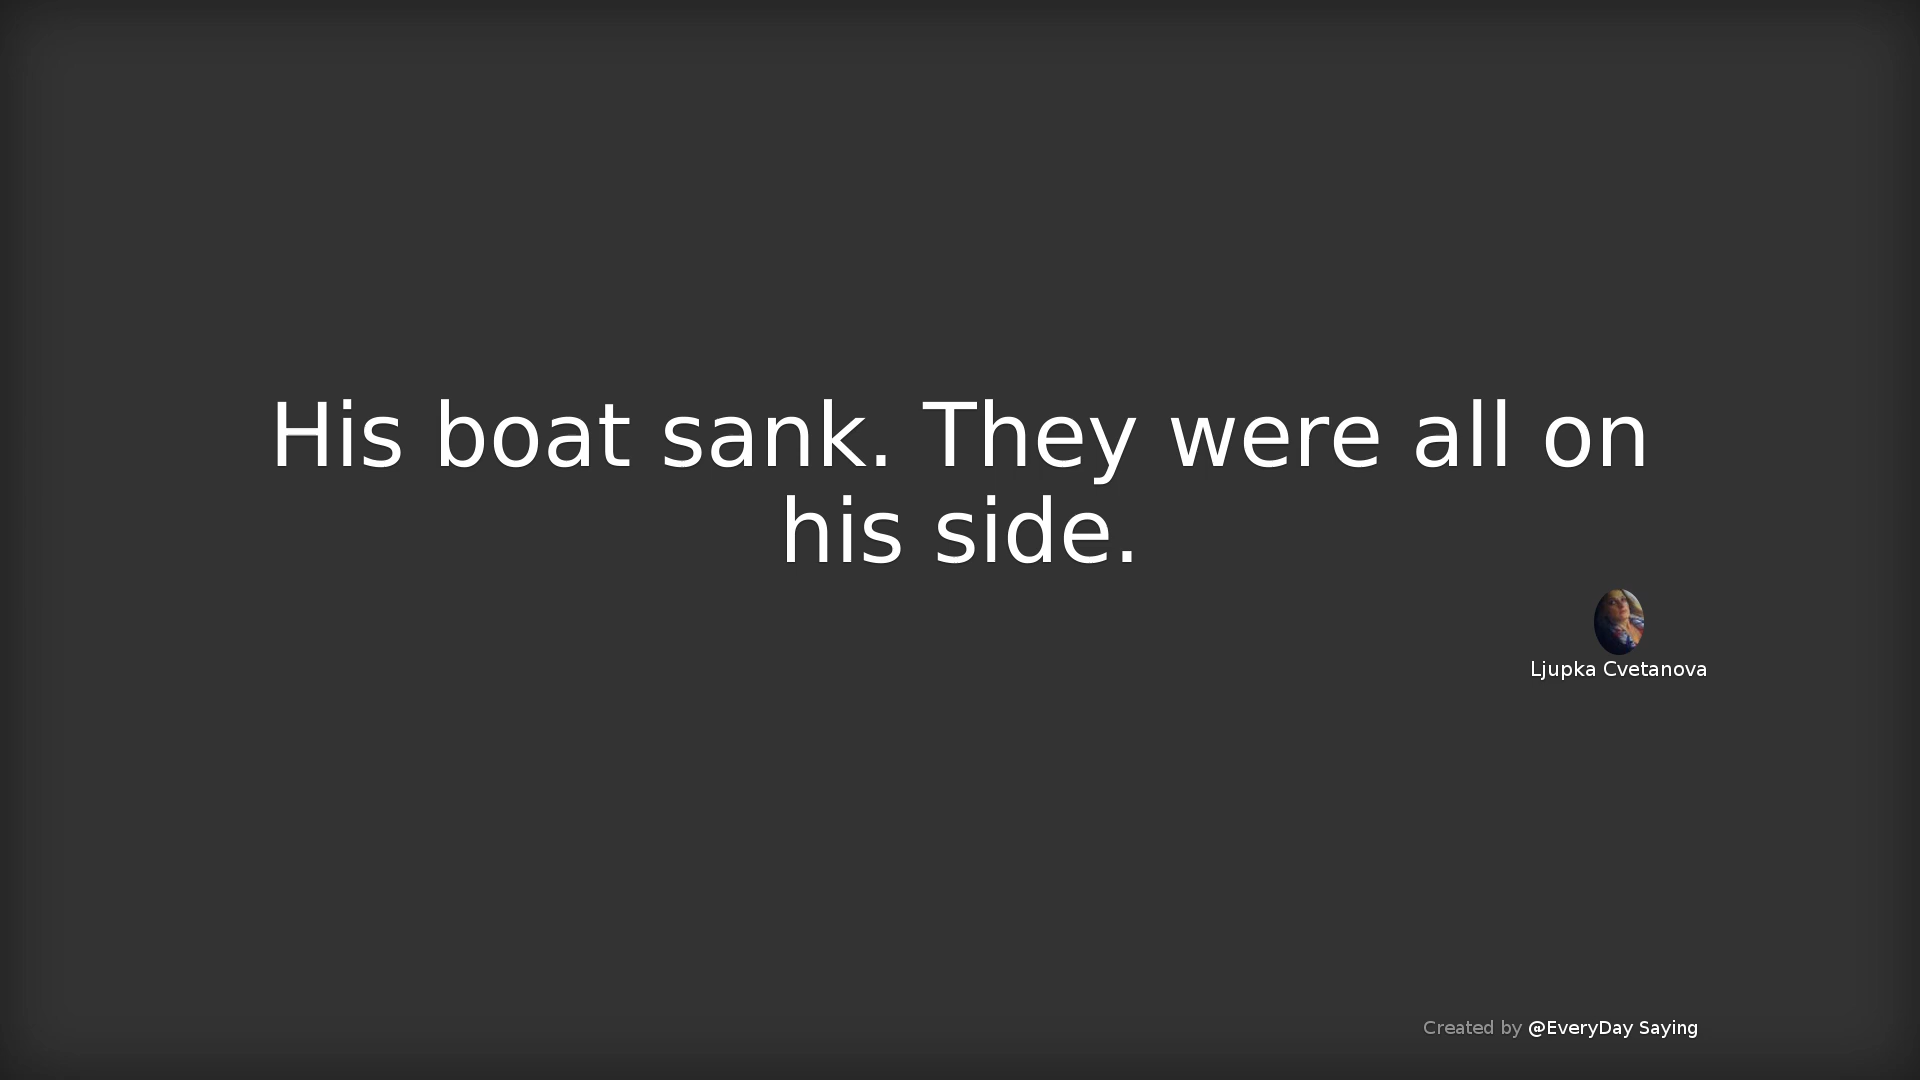 His boat sank. They were all on
his side.
Ljupka Cvetanova
Created by @EveryDay Saying